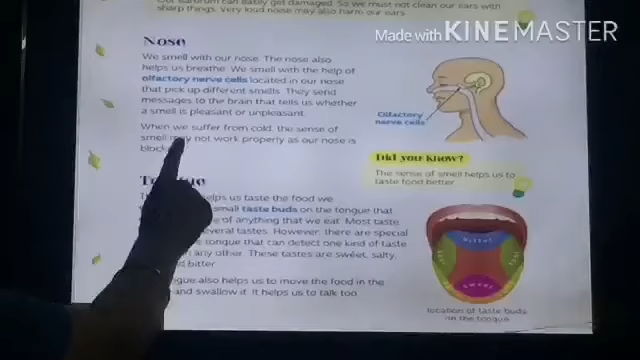 Our eardrum can easily get damaged. So we must not clean our ears with
sharp things. Very loud noise may also harm our ears.
Made with KINEMASTER
Nose
We smell with our nose. The nose also
helps us breathe. We smell with the help of
olfactory nerve cells located in our nose
that pick up different smells. They send
messages to the brain that tells us whether
a smell is pleasant or unpleasant.
When we suffer from cold, the sense of
smell may not work properly as our nose is
Olfactory
nerve cells
Did you know?
The sense of smell helps us to
taste food better
helps us taste the food we
small taste buds on the tongue that
of anything that we eat. Most taste
several tastes. However, there are special
tongue that can detect one kind of taste
any other. These tastes are sweet, salty,
bitter.
also helps us to move the food in the
and swallow it. It helps us to talk too.
BITTER
SWEET
location of taste buds
on the tongue